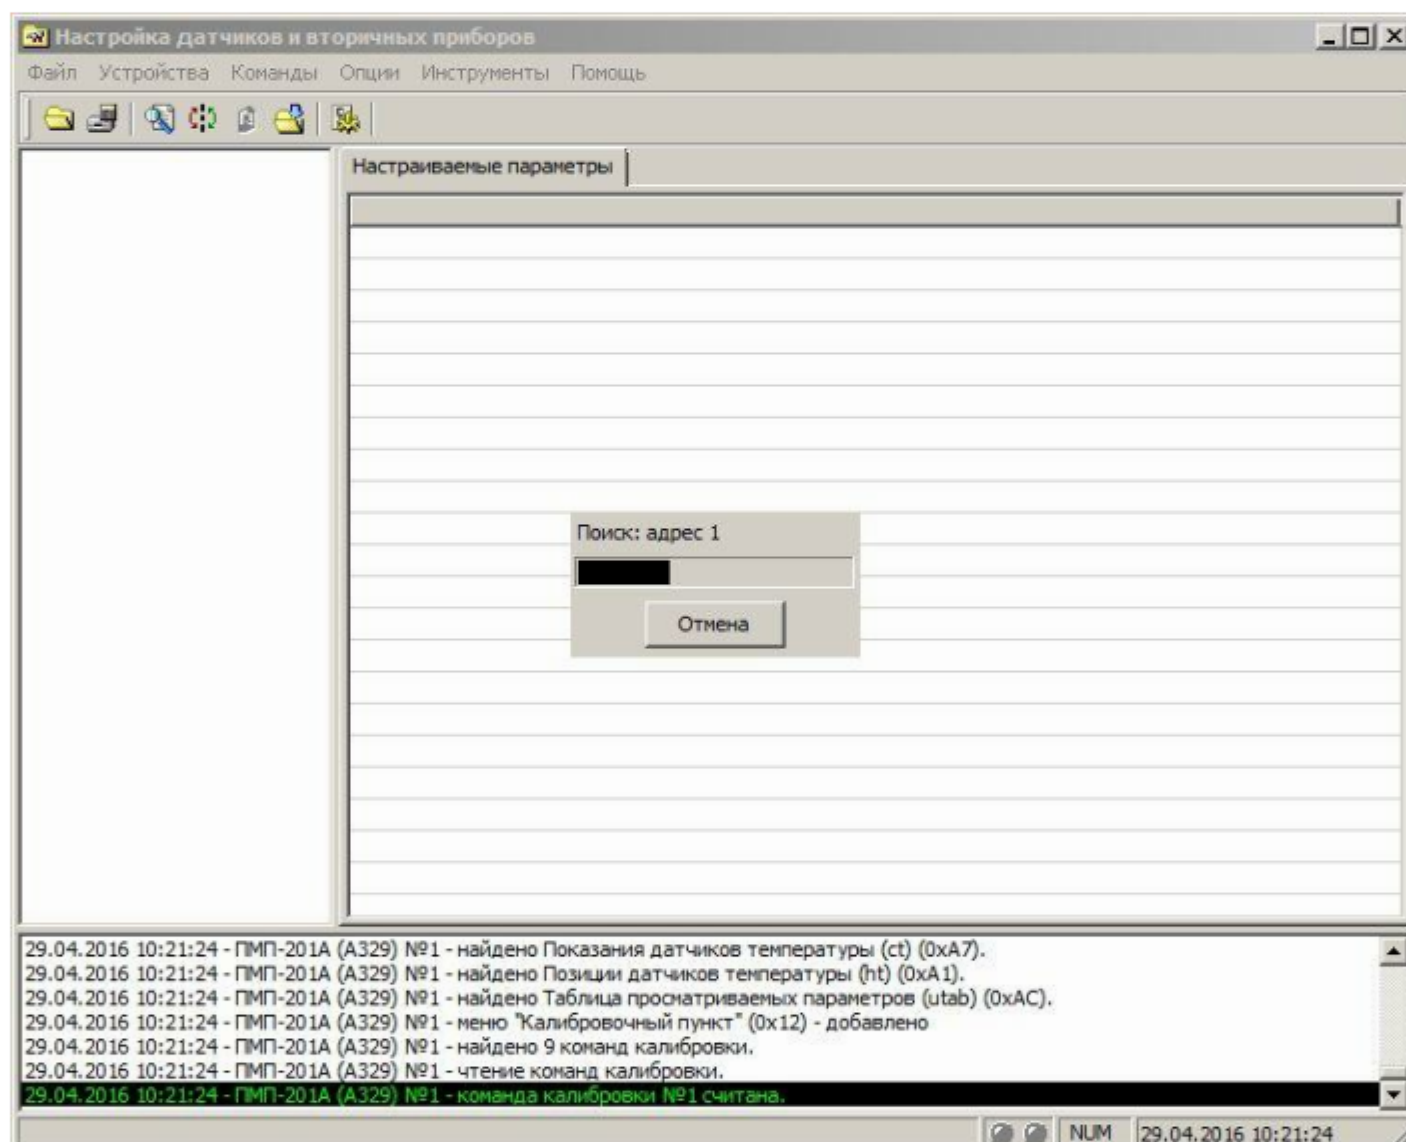 Настройка датчиков и вторичных приборов
Файл Устройства Команды Опции Инструменты Помощь
Настраиваемые параметры
Поиск: адрес 1
Отмена
29.04.2016 10:21:24 - ПМП-201А (А329) №1 - найдено Показания датчиков температуры (ct) (0xA7).
29.04.2016 10:21:24 - ПМП-201А (А329) №1 - найдено Позиции датчиков температуры (ht) (0xA1).
29.04.2016 10:21:24 - ПМП-201А (А329) №1 - найдено Таблица просматриваемых параметров (utab) (0xAC).
29.04.2016 10:21:24 - ПМП-201А (А329) №1 - меню "Калибровочный пункт" (0x12) - добавлено
29.04.2016 10:21:24 - ПМП-201А (А329) №1 - найдено 9 команд калибровки.
29.04.2016 10:21:24 - ПМП-201А (А329) №1 - чтение команд калибровки.
29.04.2016 10:21:24 - ПМП-201А (А329) №1 - команда калибровки №1 считана.
NUM 29.04.2016 10:21:24